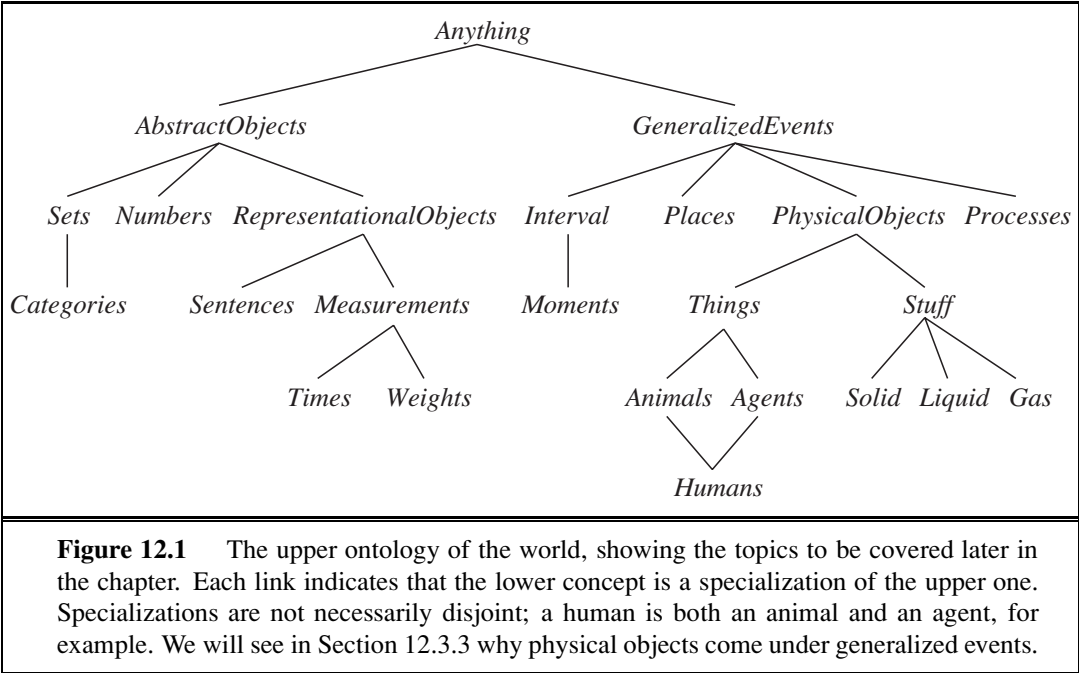 Anything
AbstractObjects GeneralizedEvents
Sets Numbers RepresentationalObjects Interval Places PhysicalObjects Processes
Categories Sentences Measurements Moments Things Stuff
Times Weights Animals Agents Solid Liquid Gas
Humans
Figure 12.1 The upper ontology of the world, showing the topics to be covered later in
the chapter. Each link indicates that the lower concept is a specialization of the upper one.
Specializations are not necessarily disjoint; a human is both an animal and an agent, for
example. We will see in Section 12.3.3 why physical objects come under generalized events.